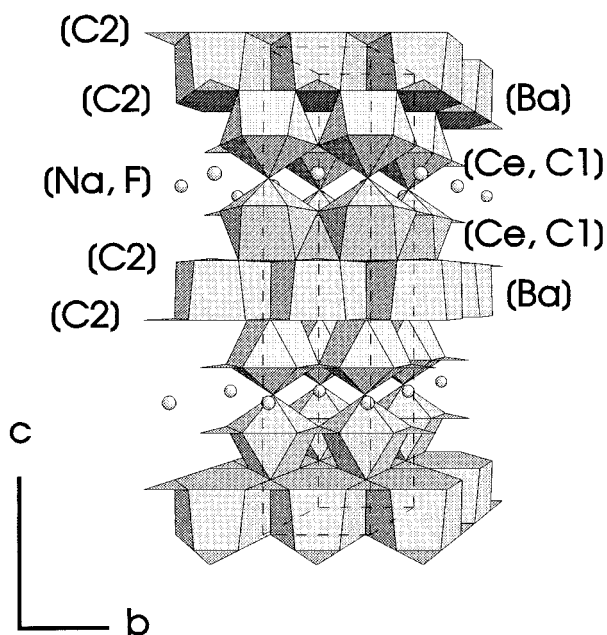 (C2)
(C2)
(Ba)
(Ce, C1)
(Na, F)
(Ce, C1)
(C2)
(Ba)
(C2)
c
b